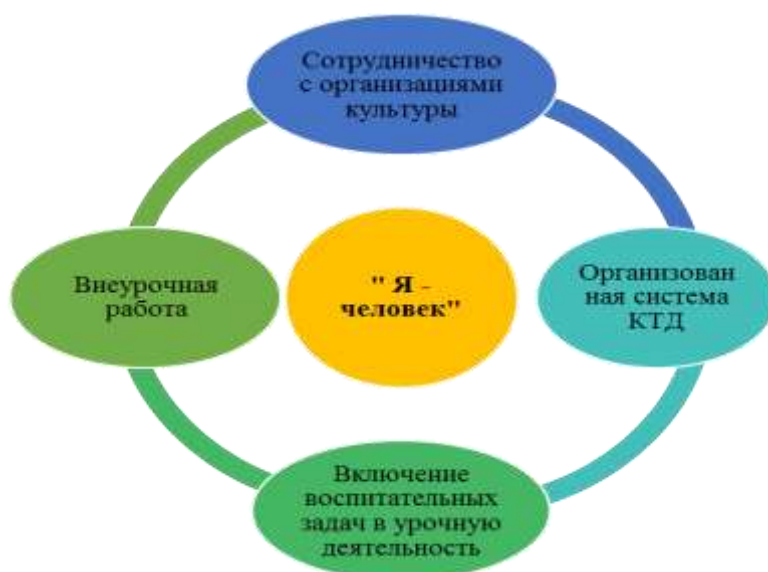 Сотрудничество
с организациями
культуры
Внеурочная
работа
" Я -
человек"
Организован
ная система
КТД
Включение
воспитательных
задач в урочную
деятельность